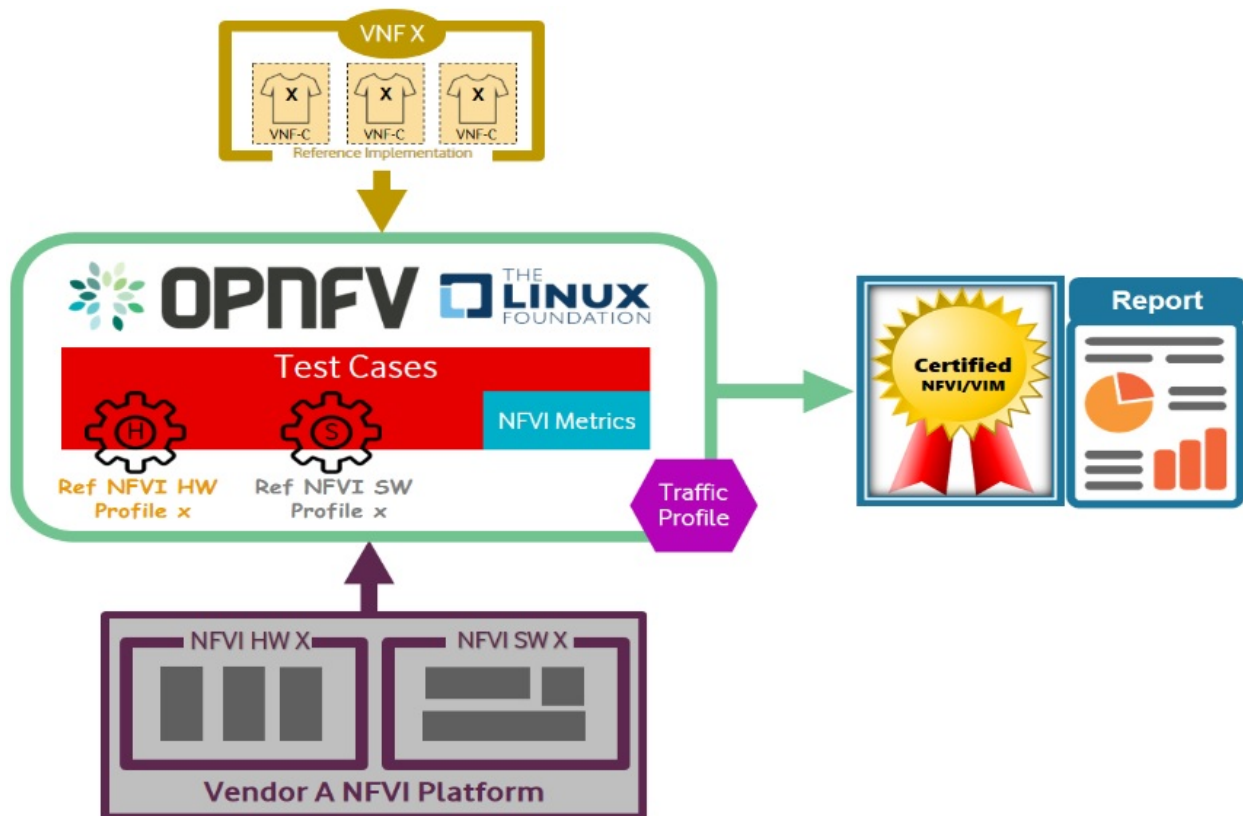 VNF X
X
X
X
VNF-C
VNF-C
VNF-C
Reference Implementation
OPNFV
THE
LINUX
FOUNDATION
Test Cases
H
S
NFVI Metrics
Ref NFVI HW
Profile x
Ref NFVI SW
Profile x
Traffic
Profile
Certified
NFVI/VIM
Report
NFVI HW X
NFVI SW X
Vendor A NFVI Platform